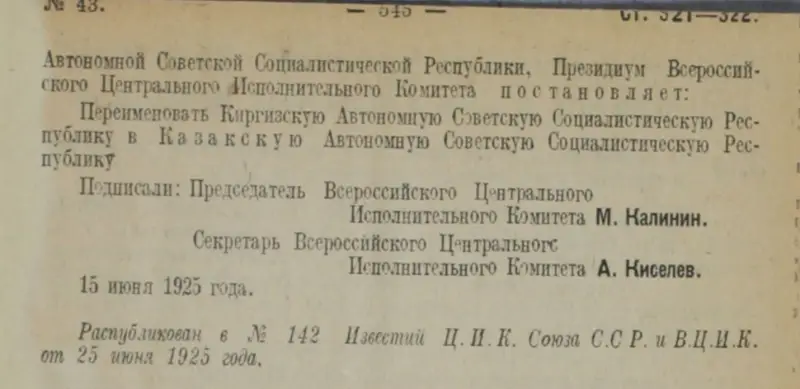 № 43.
— 545 —
Ст. 321—322.
Автономной Советской Социалистической Республики, Президиум Всероссий-
ского Центрального Исполнительного Комитета постановляет:
Переименовать Киргизскую Автономную Советскую Социалистическую Рес-
публику в Казакскую Автономную Советскую Социалистическую Рес-
публику
Подписали: Председатель Всероссийского Центрального
Исполнительного Комитета М. Калинин.
Секретарь Всероссийского Центрального
Исполнительного Комитета А. Киселев.
15 июня 1925 года.
Распубликован в № 142 Известий Ц.И.К. Союза С.С Р. и В.Ц.И.К.
от 25 июня 1925 года.